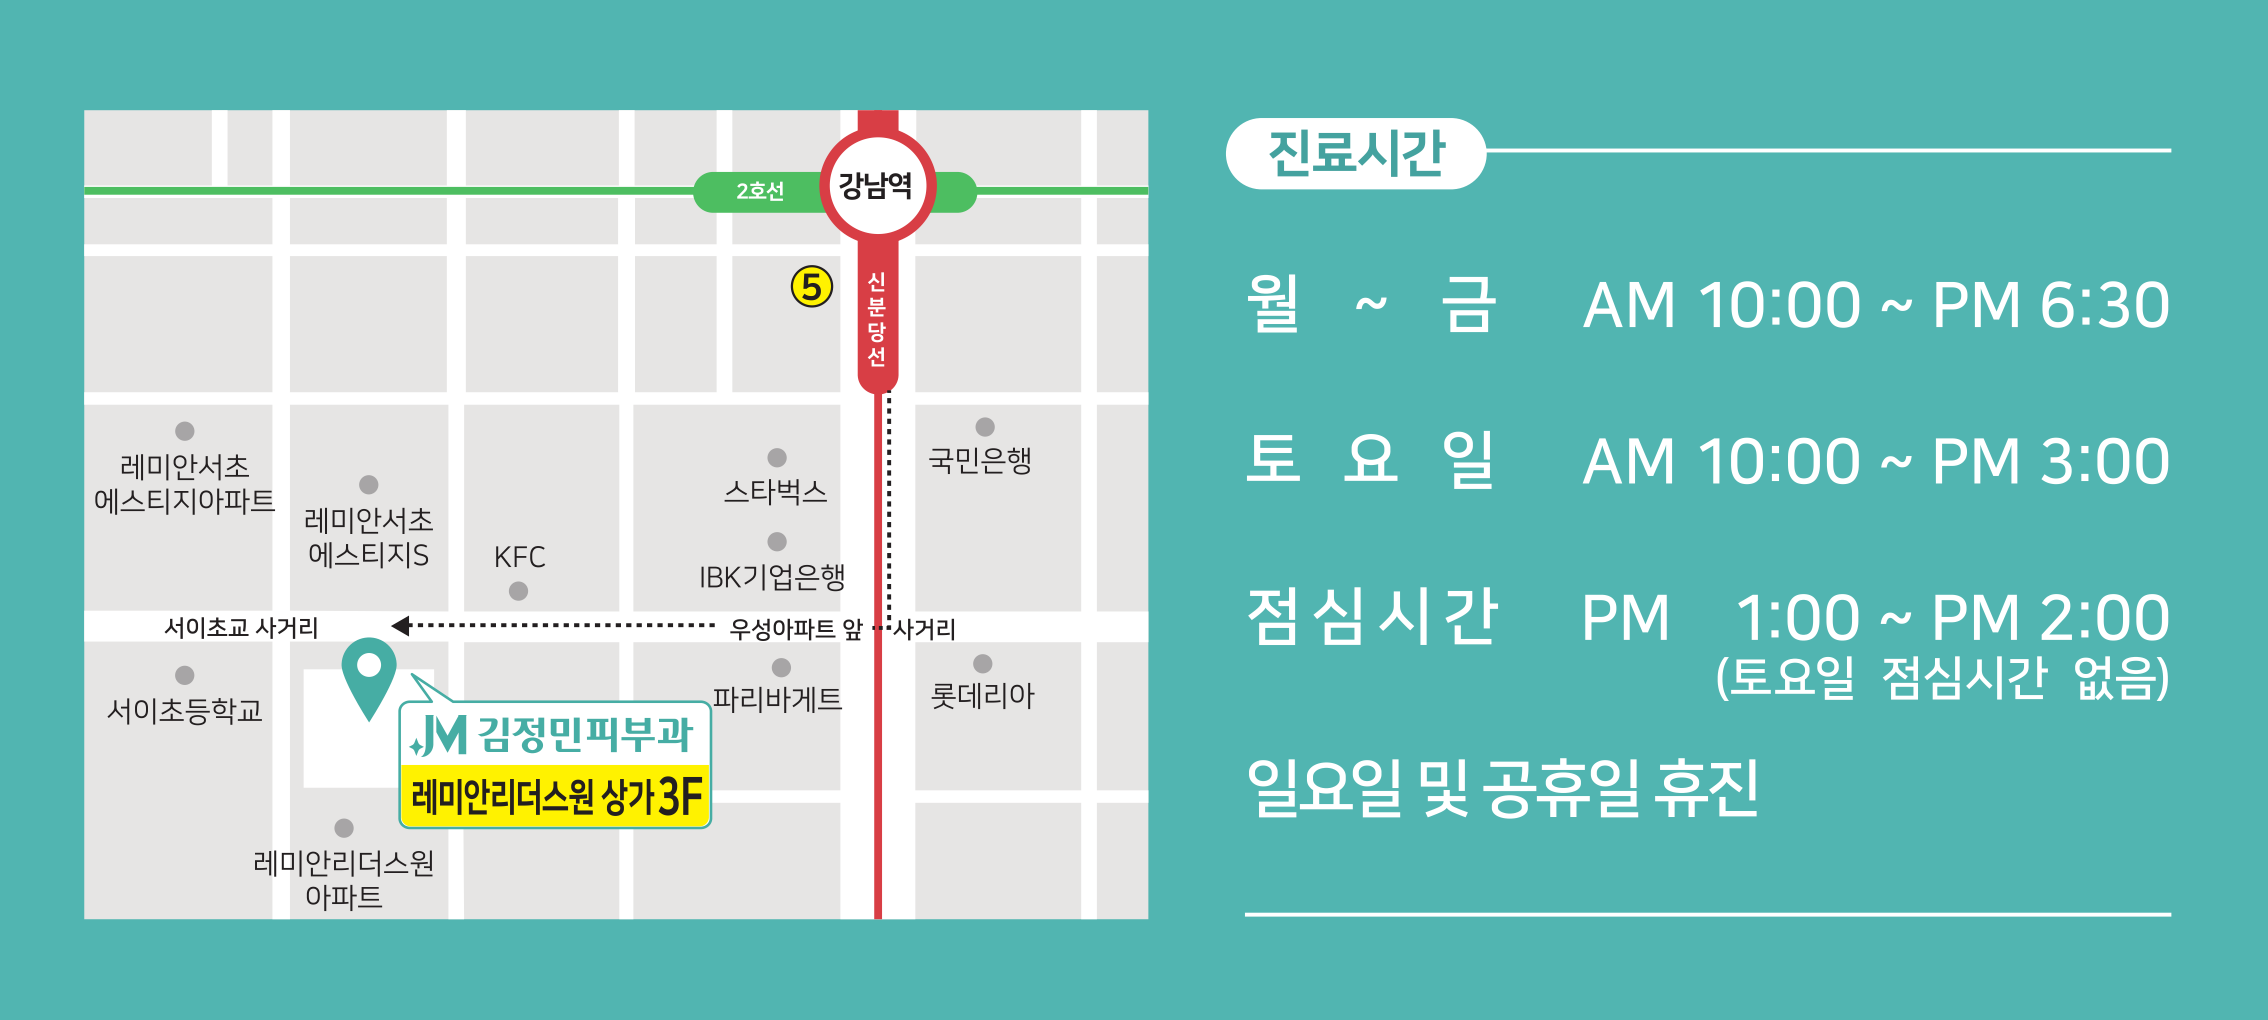 2호선
강남역
⑤
신분당선
레미안서초
에스티지아파트
레미안서초
에스티지S
KFC
스타벅스
IBK기업은행
국민은행
서이초교 사거리
우성아파트 앞 사거리
서이초등학교
파리바게트
롯데리아
JM 김정민피부과
레미안리더스원 상가 3F
레미안리더스원
아파트
진료시간
월 ~ 금 AM 10:00 ~ PM 6:30
토요일 AM 10:00 ~ PM 3:00
점심시간 PM 1:00 ~ PM 2:00
(토요일 점심시간 없음)
일요일 및 공휴일 휴진